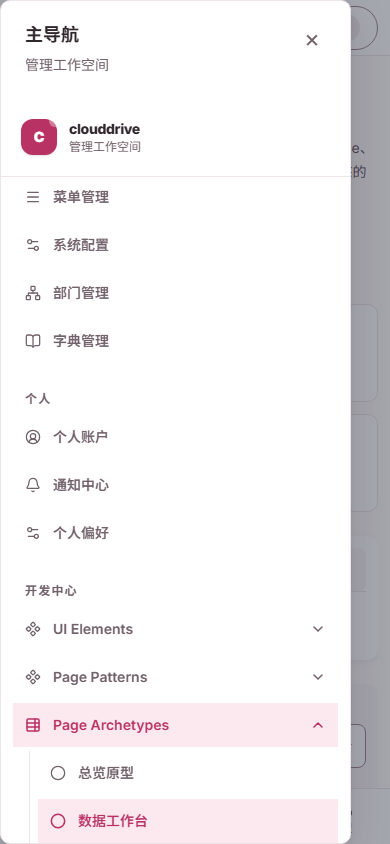 主导航
管理工作空间
C
clouddrive
管理工作空间
菜单管理
系统配置
部门管理
字典管理
个人
个人账户
通知中心
个人偏好
开发中心
UI Elements
Page Patterns
Page Archetypes
总览原型
数据工作台
e、
的